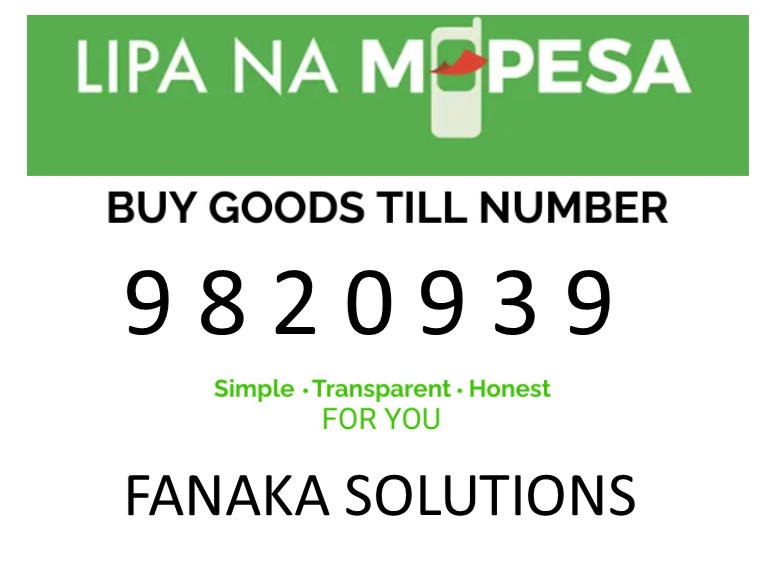 LIPA NA M-PESA
BUY GOODS TILL NUMBER
9 8 2 0 9 3 9
Simple • Transparent • Honest
FOR YOU
FANAKA SOLUTIONS